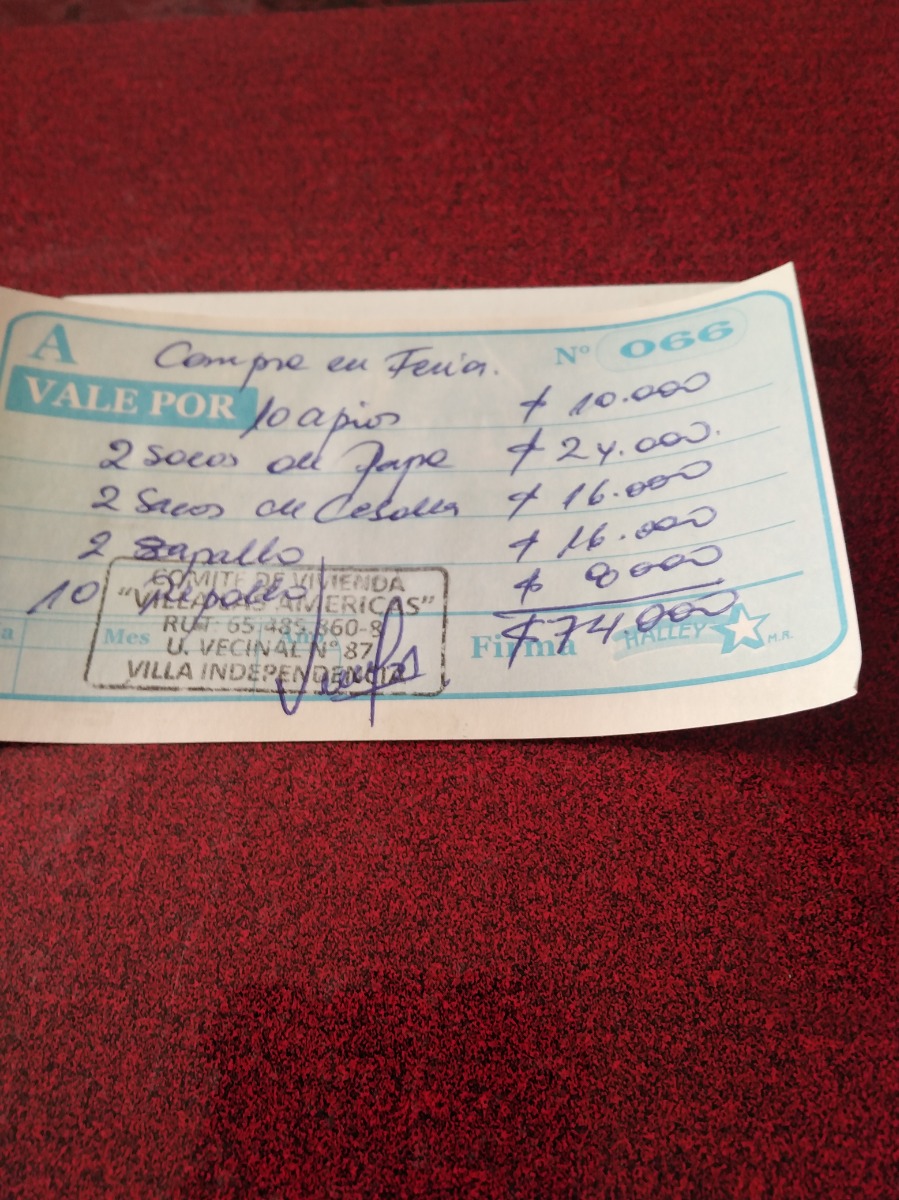 A Compra en Feria. Nº 066
VALE POR 10 apios $ 10.000
2 Sacos de Papa $ 24.000.
2 Sacos de Cebolla $ 16.000
2 Zapallo $ 16.000
10 Repollo $ 8000
$ 74.000
COMITE DE VIVIENDA
"VILLA LAS AMERICAS"
RUT: 65.485.860-8
U. VECINAL Nº 87
VILLA INDEPENDENCIA
a Mes Año Firma HALLEY M.R.